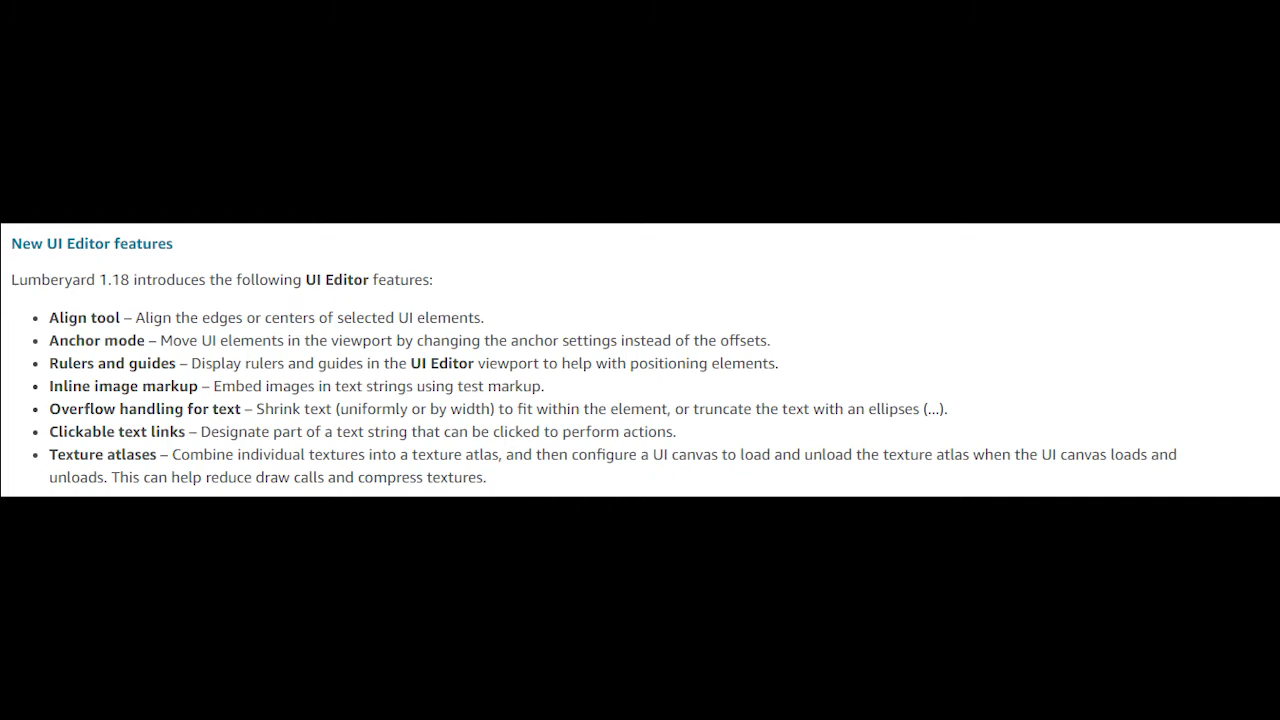 New UI Editor features
Lumberyard 1.18 introduces the following UI Editor features:
• Align tool – Align the edges or centers of selected UI elements.
• Anchor mode – Move UI elements in the viewport by changing the anchor settings instead of the offsets.
• Rulers and guides – Display rulers and guides in the UI Editor viewport to help with positioning elements.
• Inline image markup – Embed images in text strings using test markup.
• Overflow handling for text – Shrink text (uniformly or by width) to fit within the element, or truncate the text with an ellipses (...).
• Clickable text links – Designate part of a text string that can be clicked to perform actions.
• Texture atlases – Combine individual textures into a texture atlas, and then configure a UI canvas to load and unload the texture atlas when the UI canvas loads and
unloads. This can help reduce draw calls and compress textures.